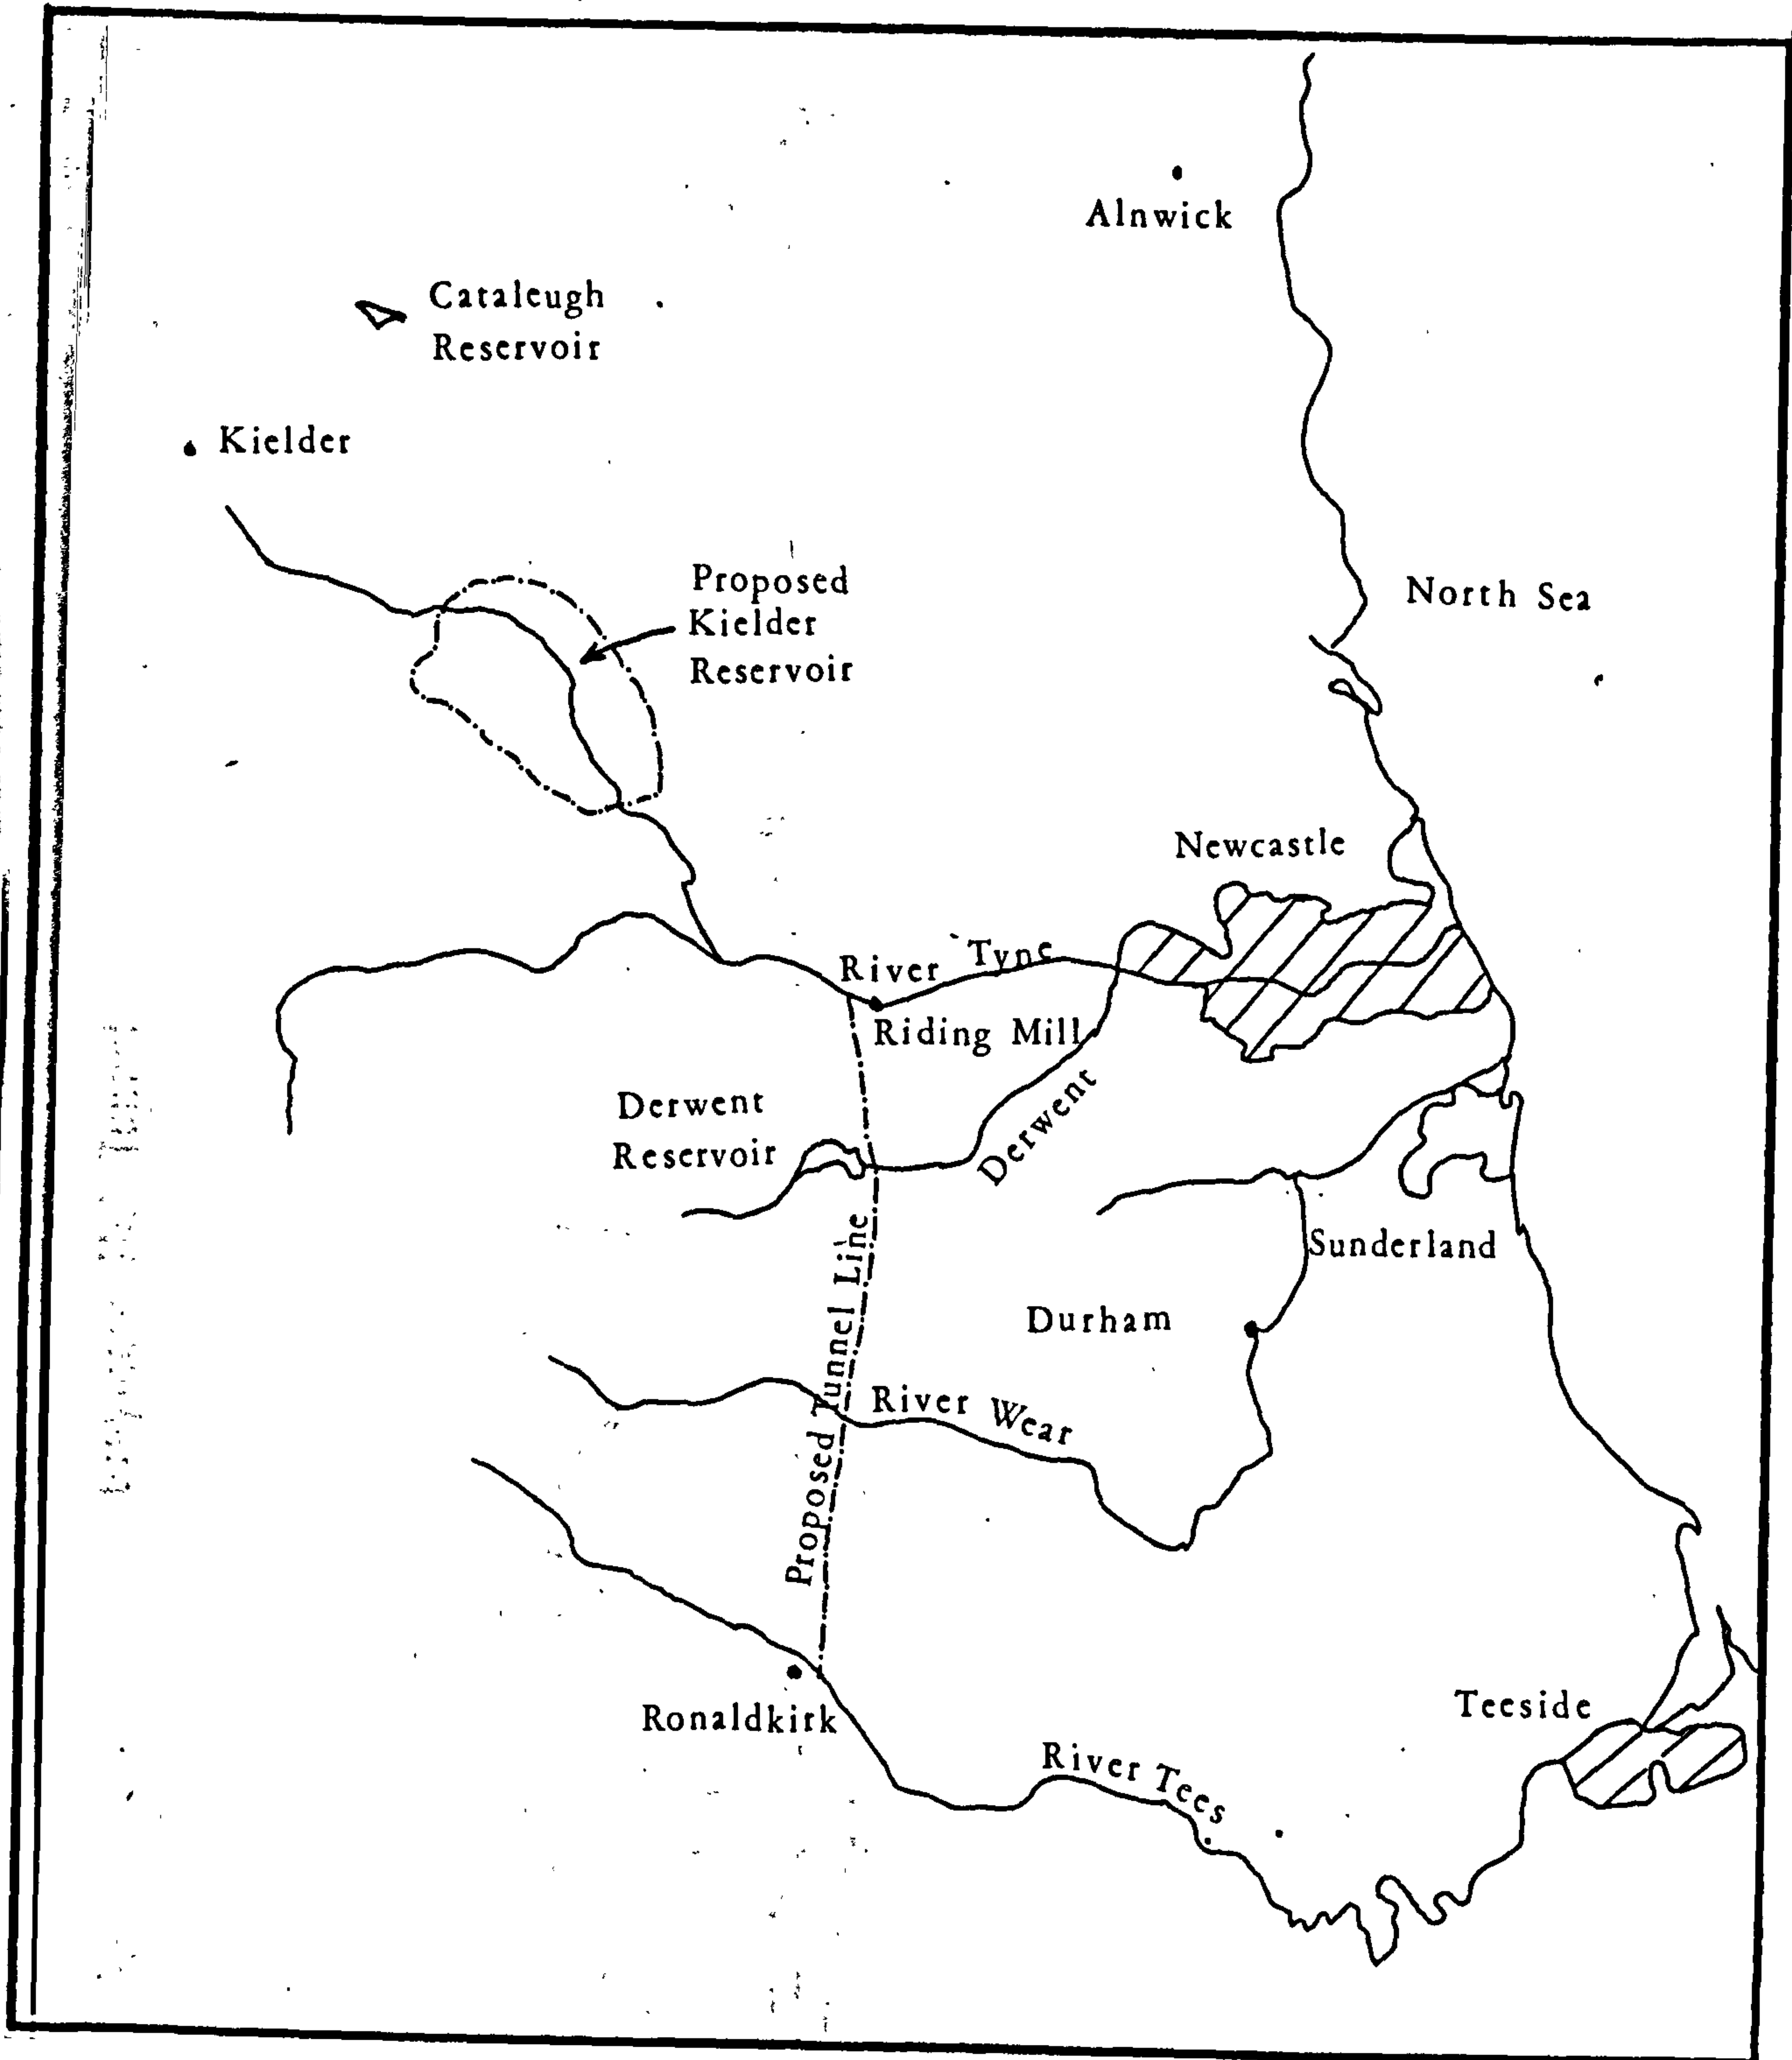 Alnwick
Cataleugh
Reservoir
Kielder
Proposed
Kielder
Reservoir
North Sea
Newcastle
River Tyne
Riding Mill
Derwent
Reservoir
Derwent
Sunderland
Durham
Proposed Tunnel Line
River Wear
Ronaldkirk
Teeside
River Tees